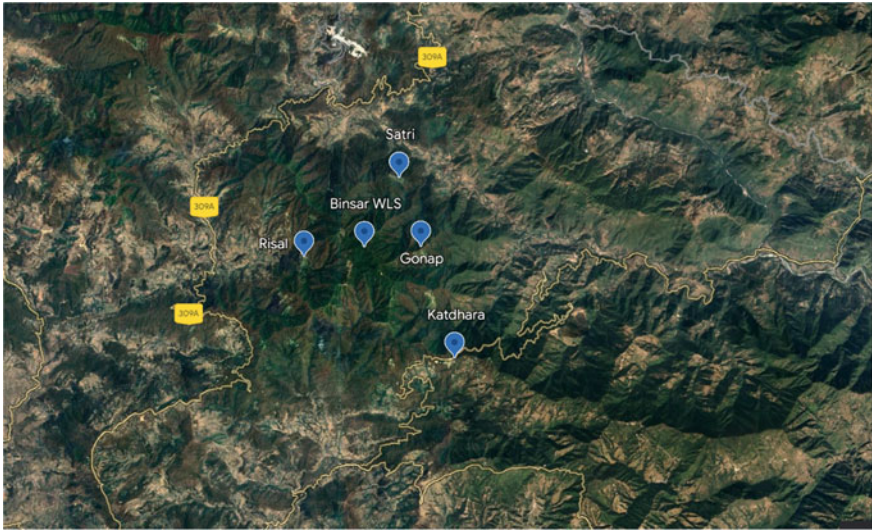 309A
Satri
Binsar WLS
309A
Risal
Gonap
309A
Katdhara